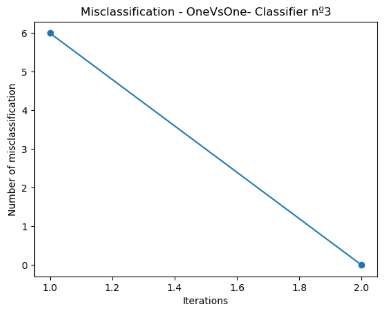 Misclassification - OneVsOne- Classifier nº3
Number of misclassification
6
5
4
3
2
1
0
1.0 1.2 1.4 1.6 1.8 2.0
Iterations